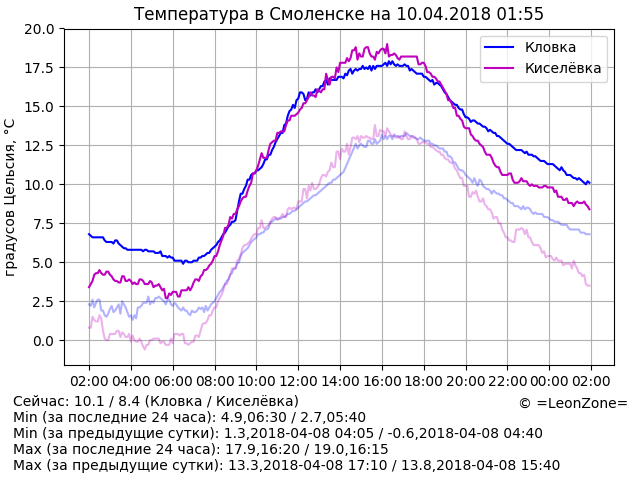 Температура в Смоленске на 10.04.2018 01:55
20.0
17.5
15.0
12.5
10.0
7.5
5.0
2.5
0.0
градусов Цельсия, °C
Кловка
Киселёвка
02:00 04:00 06:00 08:00 10:00 12:00 14:00 16:00 18:00 20:00 22:00 00:00 02:00
Сейчас: 10.1 / 8.4 (Кловка / Киселёвка)
© =LeonZone=
Min (за последние 24 часа): 4.9,06:30 / 2.7,05:40
Min (за предыдущие сутки): 1.3,2018-04-08 04:05 / -0.6,2018-04-08 04:40
Max (за последние 24 часа): 17.9,16:20 / 19.0,16:15
Max (за предыдущие сутки): 13.3,2018-04-08 17:10 / 13.8,2018-04-08 15:40